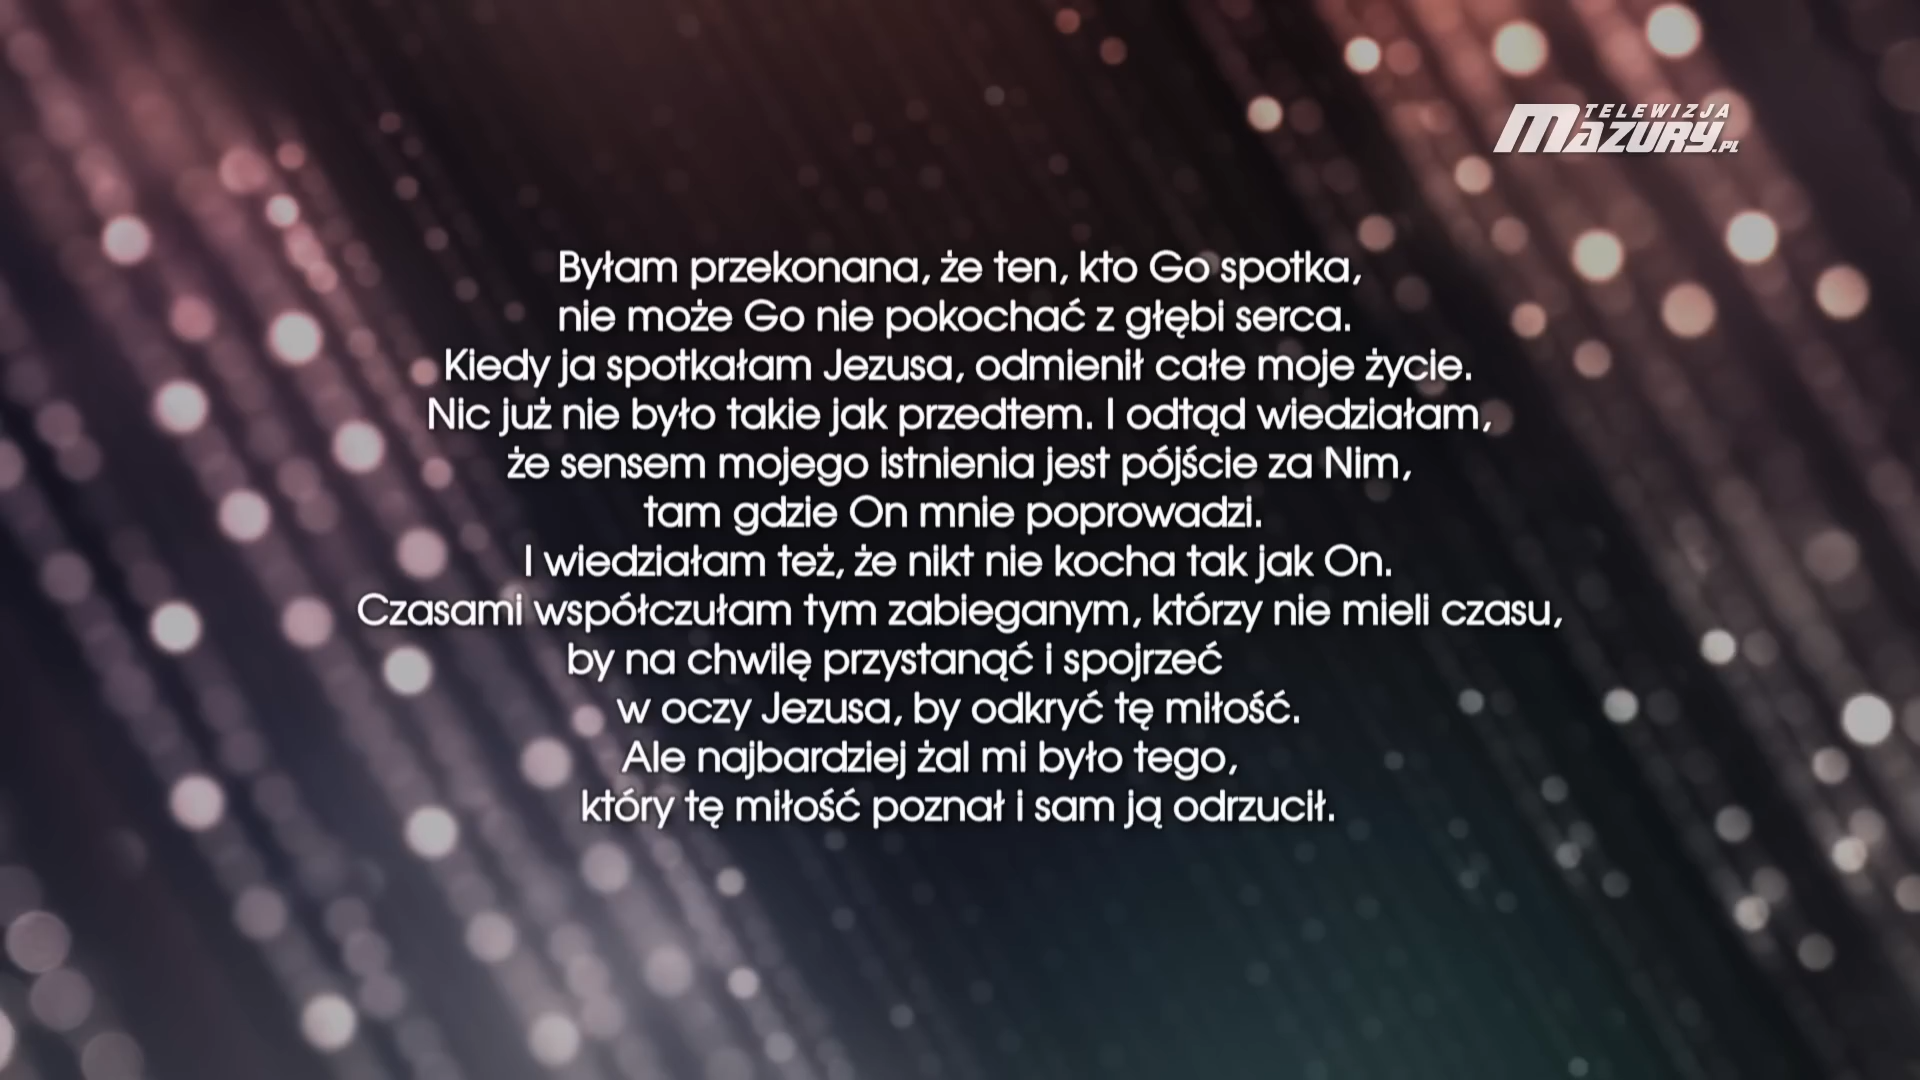 TELEWIZJA
MAZURY.PL
Byłam przekonana, że ten, kto Go spotka,
nie może Go nie pokochać z głębi serca.
Kiedy ja spotkałam Jezusa, odmienił całe moje życie.
Nic już nie było takie jak przedtem. I odtąd wiedziałam,
że sensem mojego istnienia jest pójście za Nim,
tam gdzie On mnie poprowadzi.
I wiedziałam też, że nikt nie kocha tak jak On.
Czasami współczułam tym zabieganym, którzy nie mieli czasu,
by na chwilę przystanąć i spojrzeć
w oczy Jezusa, by odkryć tę miłość.
Ale najbardziej żal mi było tego,
który tę miłość poznał i sam ją odrzucił.